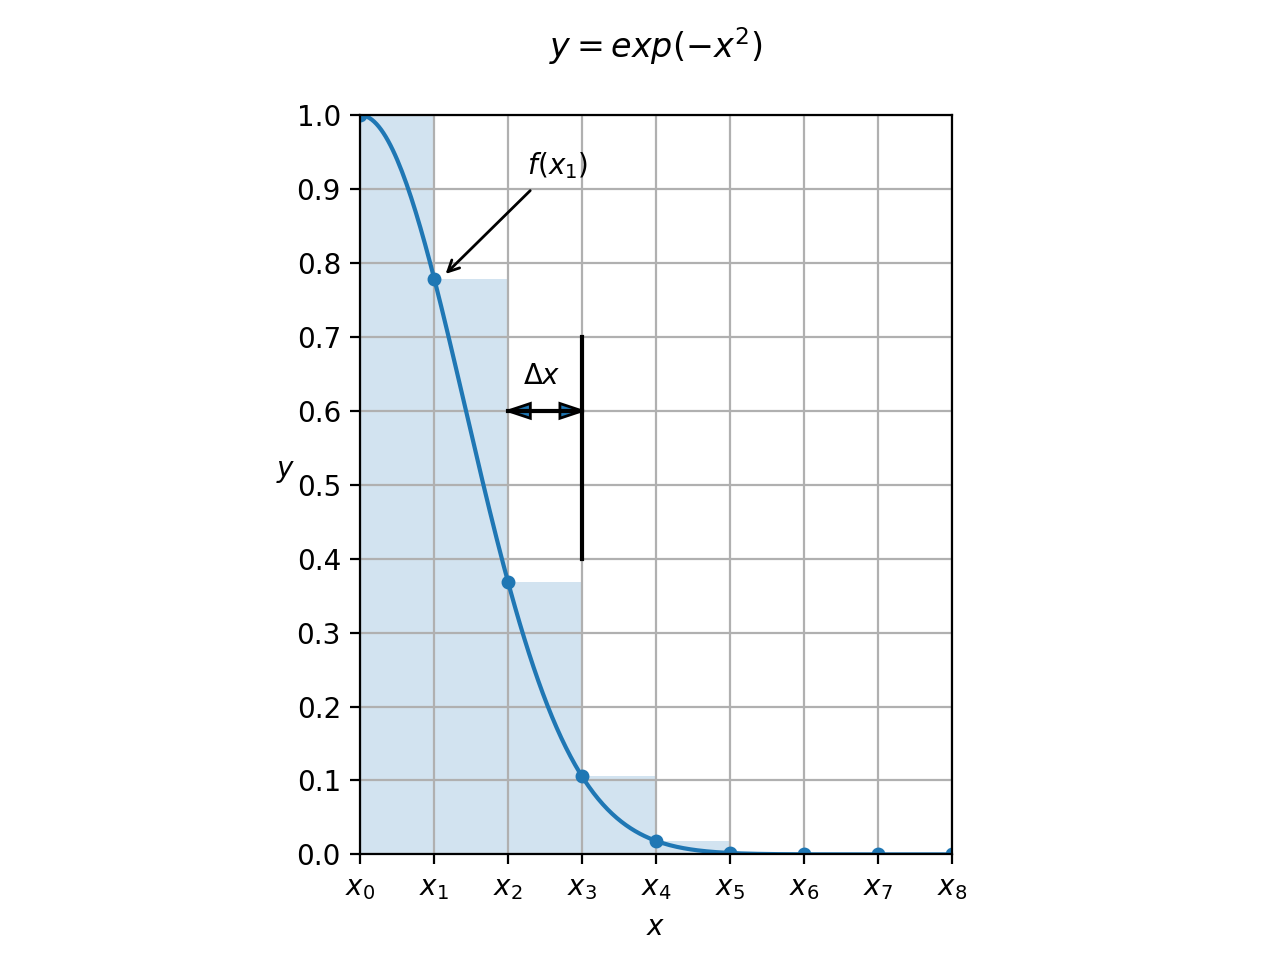 y = exp(−x²)
1.0
0.9
0.8
0.7
0.6
0.5
0.4
0.3
0.2
0.1
0.0
y
f(x₁)
Δx
x₀ x₁ x₂ x₃ x₄ x₅ x₆ x₇ x₈
x